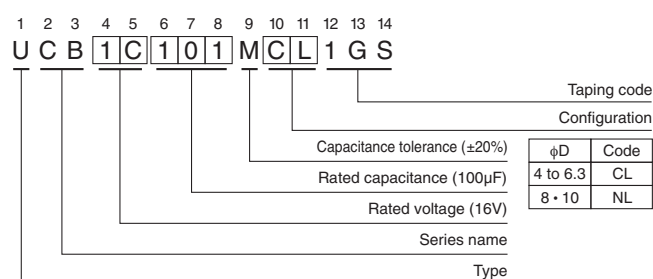 1 2 3 4 5 6 7 8 9 10 11 12 13 14
U C B 1 C 1 0 1 M C L 1 G S
Taping code
Configuration
Capacitance tolerance (±20%)
Rated capacitance (100µF)
Rated voltage (16V)
Series name
Type
ϕD Code
4 to 6.3 CL
8 • 10 NL